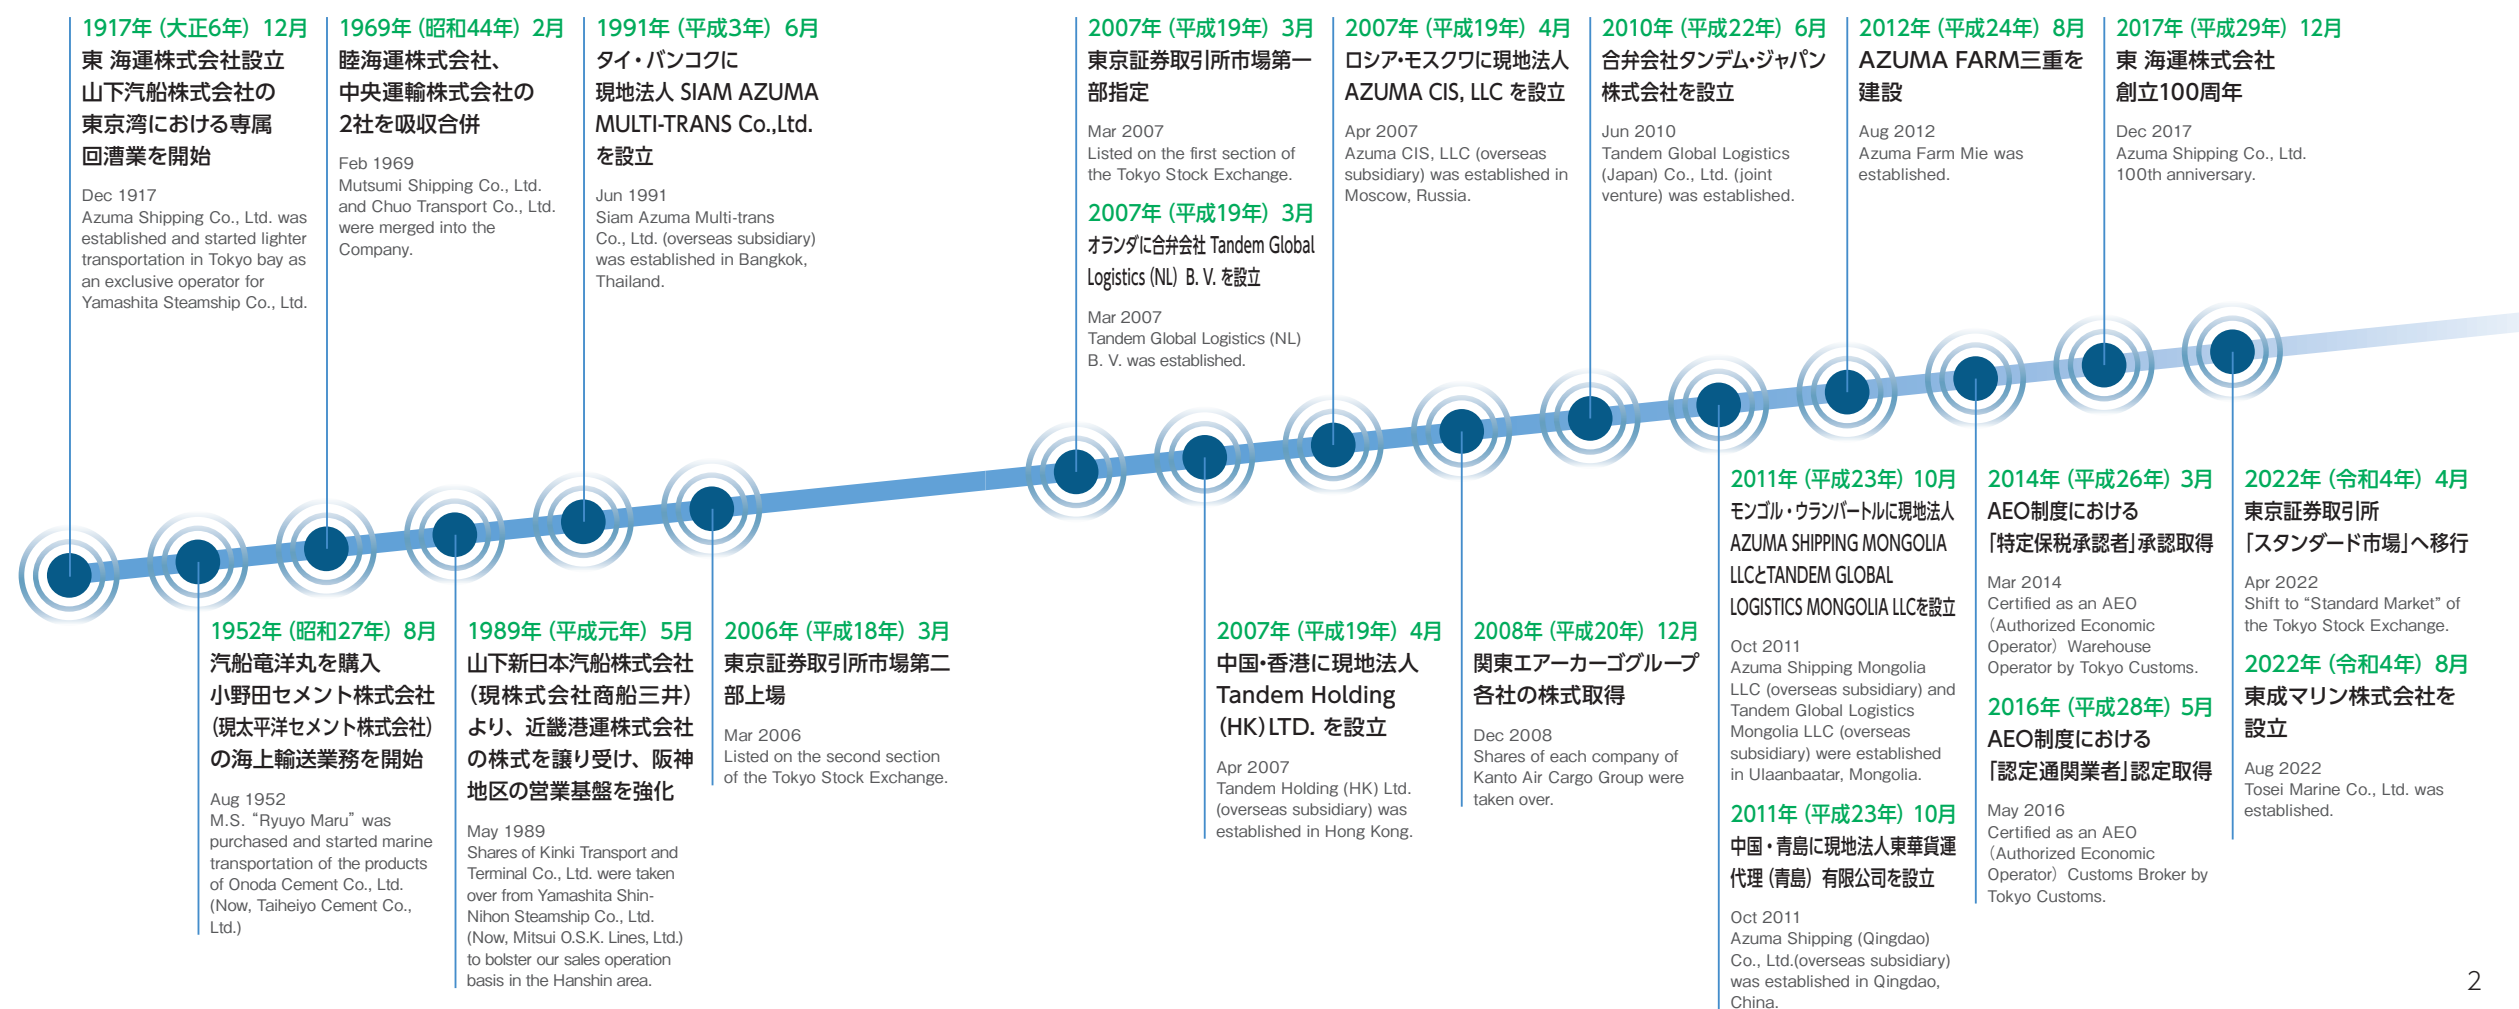 1917年（大正6年）12月
東 海運株式会社設立
山下汽船株式会社の
東京湾における専属
回漕業を開始
Dec 1917
Azuma Shipping Co., Ltd. was
established and started lighter
transportation in Tokyo bay as
an exclusive operator for
Yamashita Steamship Co., Ltd.
1952年（昭和27年）8月
汽船竜洋丸を購入
小野田セメント株式会社
（現太平洋セメント株式会社）
の海上輸送業務を開始
Aug 1952
M.S. “Ryuyo Maru” was
purchased and started marine
transportation of the products
of Onoda Cement Co., Ltd.
(Now, Taiheiyo Cement Co.,
Ltd.)
1969年（昭和44年）2月
睦海運株式会社、
中央運輸株式会社の
2社を吸収合併
Feb 1969
Mutsumi Shipping Co., Ltd.
and Chuo Transport Co., Ltd.
were merged into the
Company.
1989年（平成元年）5月
山下新日本汽船株式会社
（現株式会社商船三井）
より、近畿港運株式会社
の株式を譲り受け、阪神
地区の営業基盤を強化
May 1989
Shares of Kinki Transport and
Terminal Co., Ltd. were taken
over from Yamashita Shin-
Nihon Steamship Co., Ltd.
(Now, Mitsui O.S.K. Lines, Ltd.)
to bolster our sales operation
basis in the Hanshin area.
1991年（平成3年）6月
タイ・バンコクに
現地法人 SIAM AZUMA
MULTI-TRANS Co.,Ltd.
を設立
Jun 1991
Siam Azuma Multi-trans
Co., Ltd. (overseas subsidiary)
was established in Bangkok,
Thailand.
2006年（平成18年）3月
東京証券取引所市場第二
部上場
Mar 2006
Listed on the second section
of the Tokyo Stock Exchange.
2007年（平成19年）3月
東京証券取引所市場第一
部指定
Mar 2007
Listed on the first section of
the Tokyo Stock Exchange.
2007年（平成19年）3月
オランダに合弁会社 Tandem Global
Logistics (NL) B. V. を設立
Mar 2007
Tandem Global Logistics (NL)
B. V. was established.
2007年（平成19年）4月
中国・香港に現地法人
Tandem Holding
(HK) LTD. を設立
Apr 2007
Tandem Holding (HK) Ltd.
(overseas subsidiary) was
established in Hong Kong.
2007年（平成19年）4月
ロシア・モスクワに現地法人
AZUMA CIS, LLC を設立
Apr 2007
Azuma CIS, LLC (overseas
subsidiary) was established in
Moscow, Russia.
2008年（平成20年）12月
関東エアーカーゴグループ
各社の株式取得
Dec 2008
Shares of each company of
Kanto Air Cargo Group were
taken over.
2010年（平成22年）6月
合弁会社タンデム・ジャパン
株式会社を設立
Jun 2010
Tandem Global Logistics
(Japan) Co., Ltd. (joint
venture) was established.
2011年（平成23年）10月
モンゴル・ウランバートルに現地法人
AZUMA SHIPPING MONGOLIA
LLCとTANDEM GLOBAL
LOGISTICS MONGOLIA LLCを設立
Oct 2011
Azuma Shipping Mongolia
LLC (overseas subsidiary) and
Tandem Global Logistics
Mongolia LLC (overseas
subsidiary) were established
in Ulaanbaatar, Mongolia.
2011年（平成23年）10月
中国・青島に現地法人東華貨運
代理（青島）有限公司を設立
Oct 2011
Azuma Shipping (Qingdao)
Co., Ltd.(overseas subsidiary)
was established in Qingdao,
China.
2012年（平成24年）8月
AZUMA FARM三重を
建設
Aug 2012
Azuma Farm Mie was
established.
2014年（平成26年）3月
AEO制度における
「特定保税承認者」承認取得
Mar 2014
Certified as an AEO
（Authorized Economic
Operator）Warehouse
Operator by Tokyo Customs.
2016年（平成28年）5月
AEO制度における
「認定通関業者」認定取得
May 2016
Certified as an AEO
（Authorized Economic
Operator）Customs Broker by
Tokyo Customs.
2017年（平成29年）12月
東 海運株式会社
創立100周年
Dec 2017
Azuma Shipping Co., Ltd.
100th anniversary.
2022年（令和4年）4月
東京証券取引所
「スタンダード市場」へ移行
Apr 2022
Shift to “Standard Market” of
the Tokyo Stock Exchange.
2022年（令和4年）8月
東成マリン株式会社を
設立
Aug 2022
Tosei Marine Co., Ltd. was
established.
2